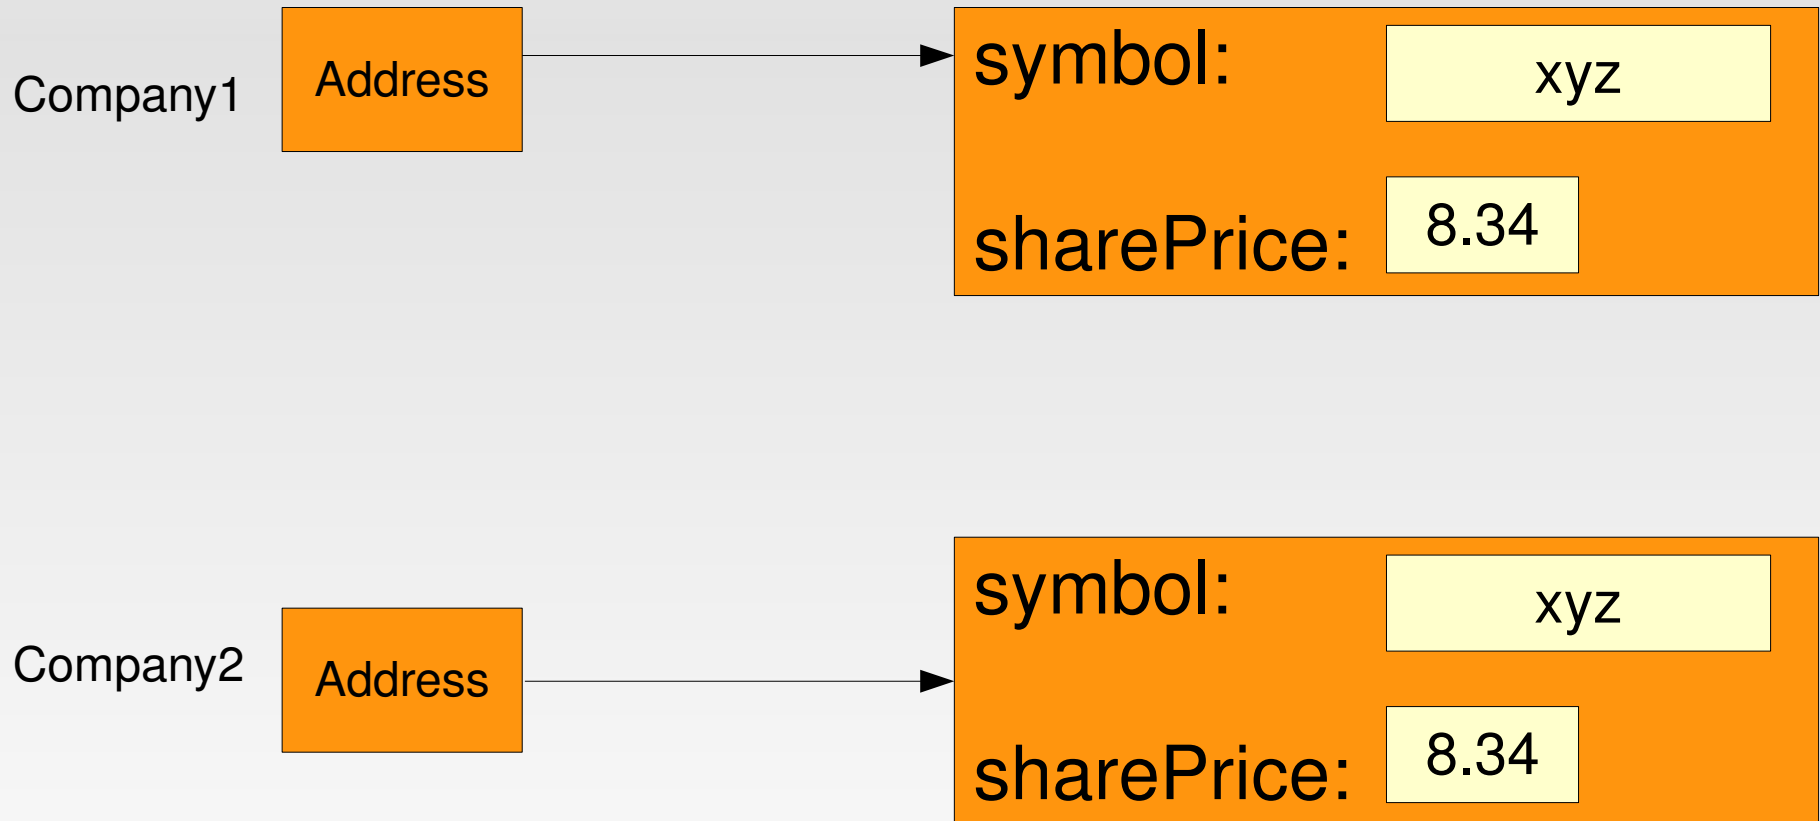 Company1 Address symbol: xyz
sharePrice: 8.34
Company2 Address symbol: xyz
sharePrice: 8.34